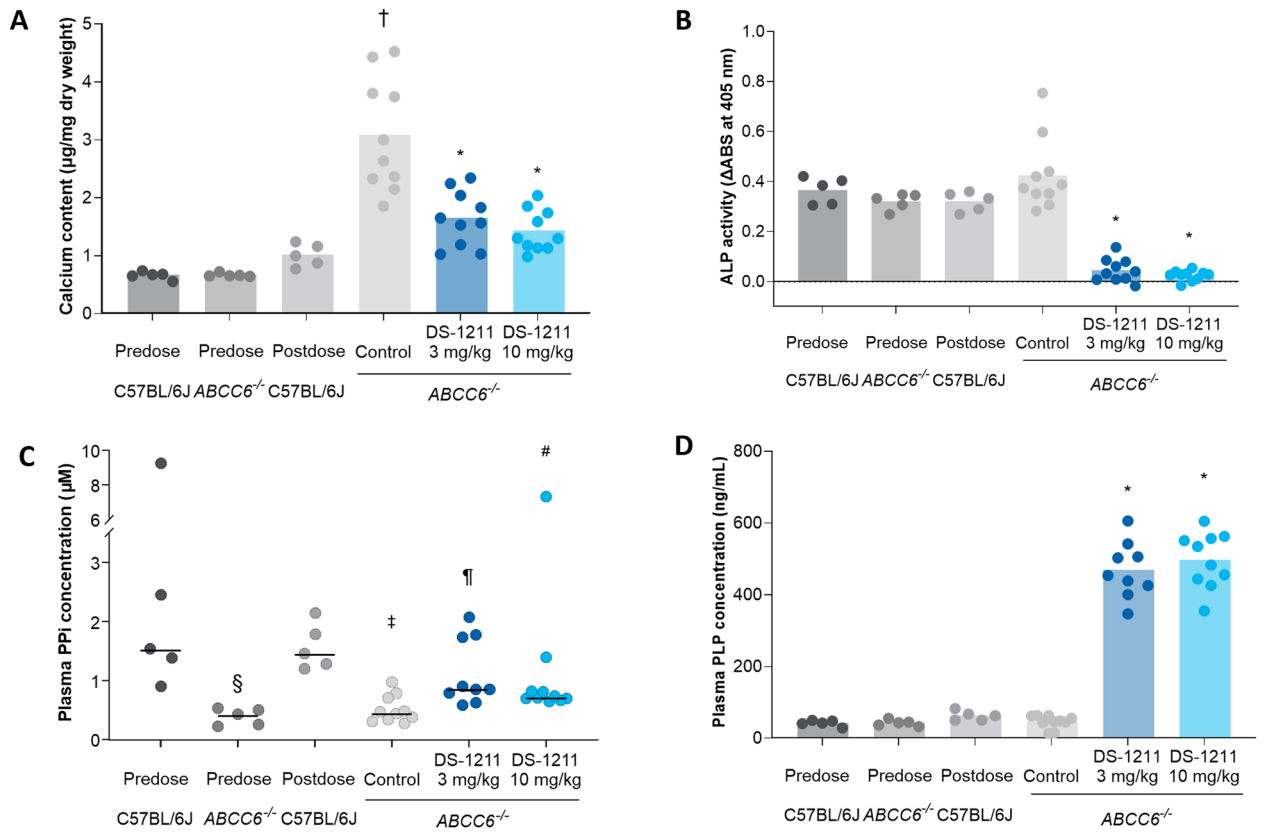 A
Calcium content (μg/mg dry weight)
5
4
3
2
1
0
†
*
*
Predose
Predose
Postdose
Control
DS-1211
3 mg/kg
DS-1211
10 mg/kg
C57BL/6J
ABCC6-/-
C57BL/6J
ABCC6-/-
B
ALP activity (ΔABS at 405 nm)
1.0
0.8
0.6
0.4
0.2
0.0
*
*
Predose
Predose
Postdose
Control
DS-1211
3 mg/kg
DS-1211
10 mg/kg
C57BL/6J
ABCC6-/-
C57BL/6J
ABCC6-/-
C
Plasma PPi concentration (μM)
10
8
6
3
2
1
0
§
‡
¶
#
Predose
Predose
Postdose
Control
DS-1211
3 mg/kg
DS-1211
10 mg/kg
C57BL/6J
ABCC6-/-
C57BL/6J
ABCC6-/-
D
Plasma PLP concentration (ng/mL)
800
600
400
200
0
*
*
Predose
Predose
Postdose
Control
DS-1211
3 mg/kg
DS-1211
10 mg/kg
C57BL/6J
ABCC6-/-
C57BL/6J
ABCC6-/-